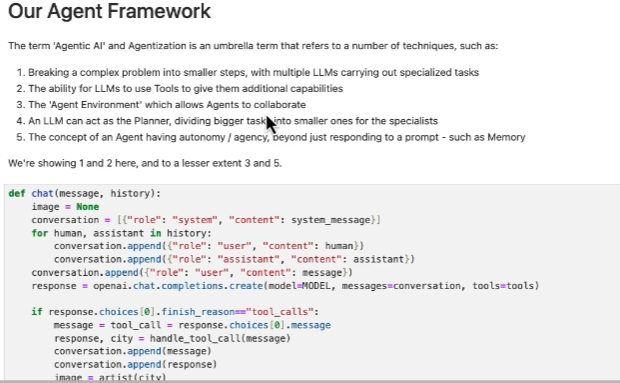 Our Agent Framework
The term 'Agentic AI' and Agentization is an umbrella term that refers to a number of techniques, such as:
1. Breaking a complex problem into smaller steps, with multiple LLMs carrying out specialized tasks
2. The ability for LLMs to use Tools to give them additional capabilities
3. The 'Agent Environment' which allows Agents to collaborate
4. An LLM can act as the Planner, dividing bigger tasks into smaller ones for the specialists
5. The concept of an Agent having autonomy / agency, beyond just responding to a prompt - such as Memory
We're showing 1 and 2 here, and to a lesser extent 3 and 5.
def chat(message, history):
    image = None
    conversation = [{"role": "system", "content": system_message}]
    for human, assistant in history:
        conversation.append({"role": "user", "content": human})
        conversation.append({"role": "assistant", "content": assistant})
    conversation.append({"role": "user", "content": message})
    response = openai.chat.completions.create(model=MODEL, messages=conversation, tools=tools)
    if response.choices[0].finish_reason=="tool_calls":
        message = tool_call = response.choices[0].message
        response, city = handle_tool_call(message)
        conversation.append(message)
        conversation.append(response)
        image = artist(city)